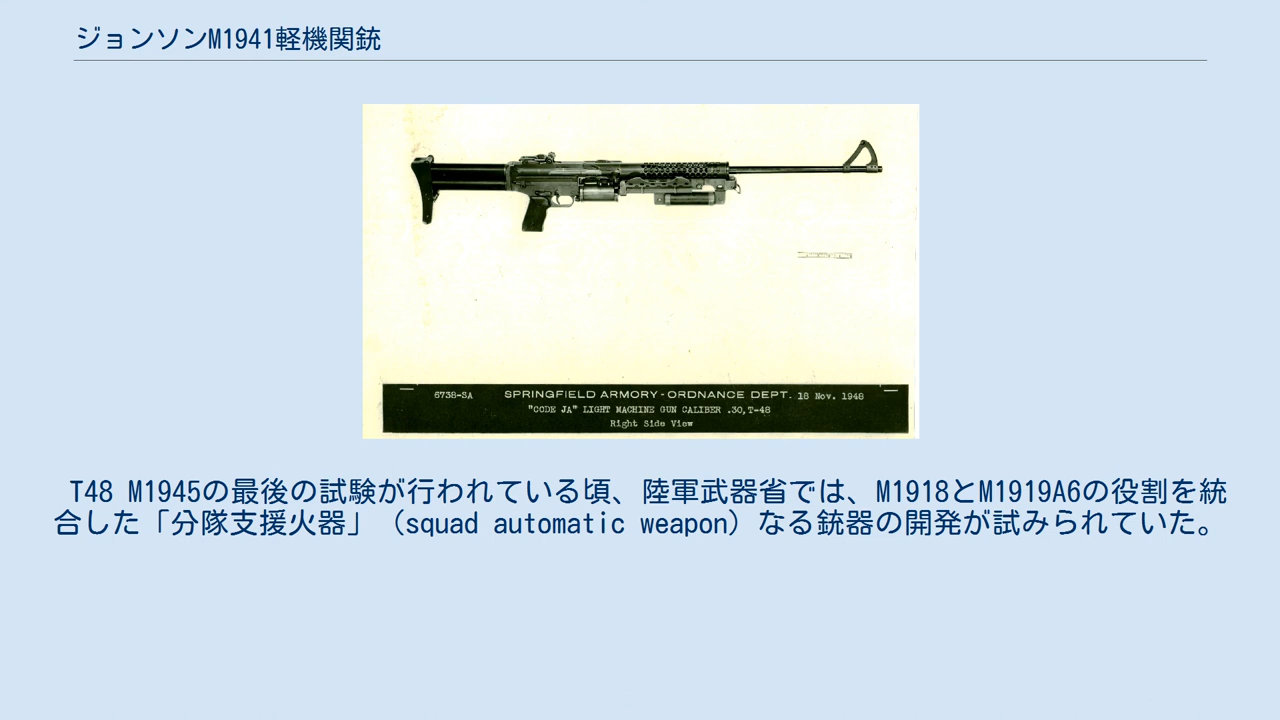 ジョンソンM1941軽機関銃
6738-SA
SPRINGFIELD ARMORY-ORDNANCE DEPT. 18 Nov. 1948
"CODE JA" LIGHT MACHINE GUN CALIBER .30,T-48
Right Side View
T48 M1945の最後の試験が行われている頃、陸軍武器省では、M1918とM1919A6の役割を統
合した「分隊支援火器」（squad automatic weapon）なる銃器の開発が試みられていた。